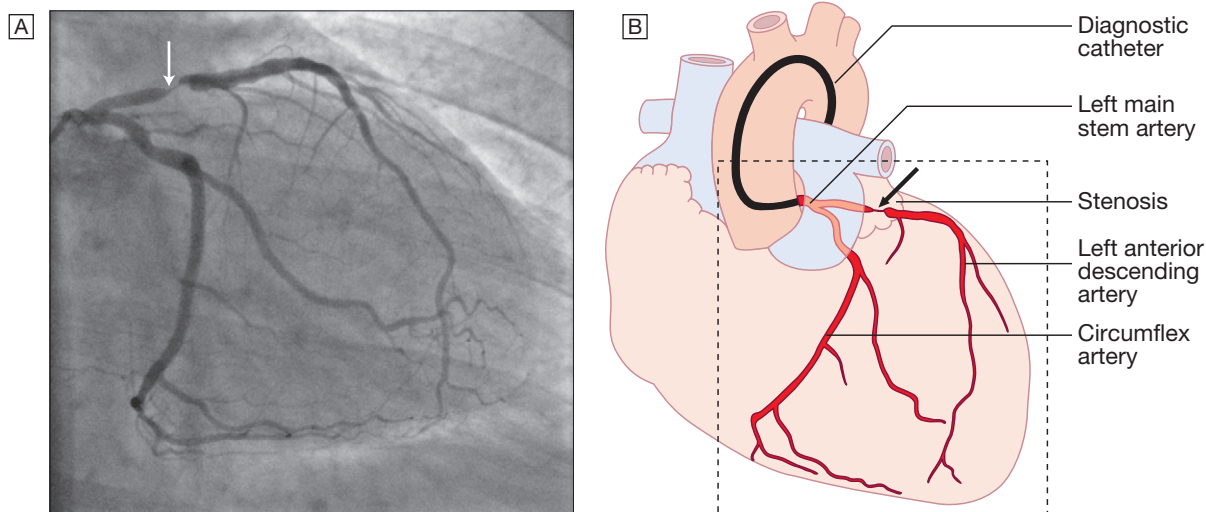 A
B
Diagnostic
catheter
Left main
stem artery
Stenosis
Left anterior
descending
artery
Circumflex
artery